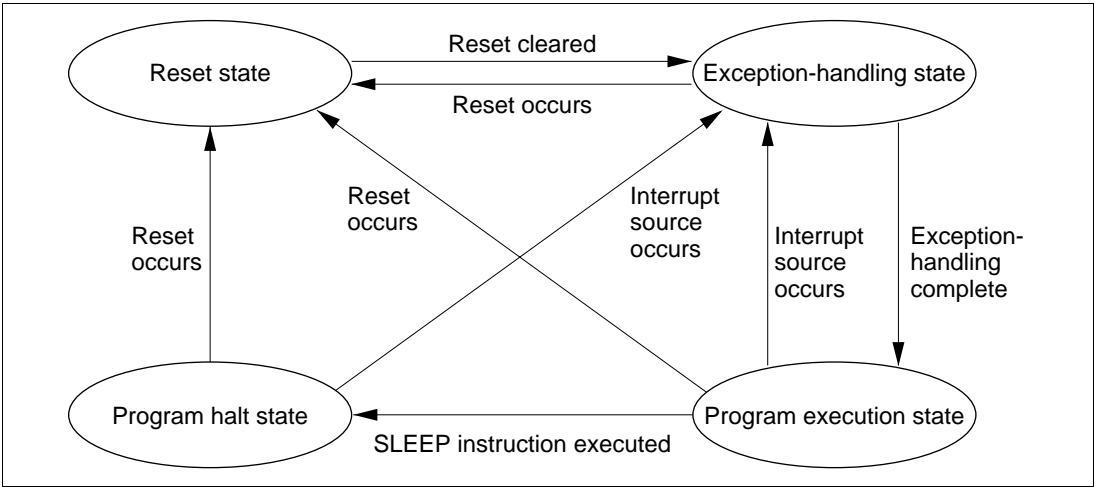 Reset cleared
Reset state
Exception-handling state
Reset occurs
Reset
occurs
Reset
occurs
Interrupt
source
occurs
Interrupt
source
occurs
Exception-
handling
complete
Program halt state
Program execution state
SLEEP instruction executed